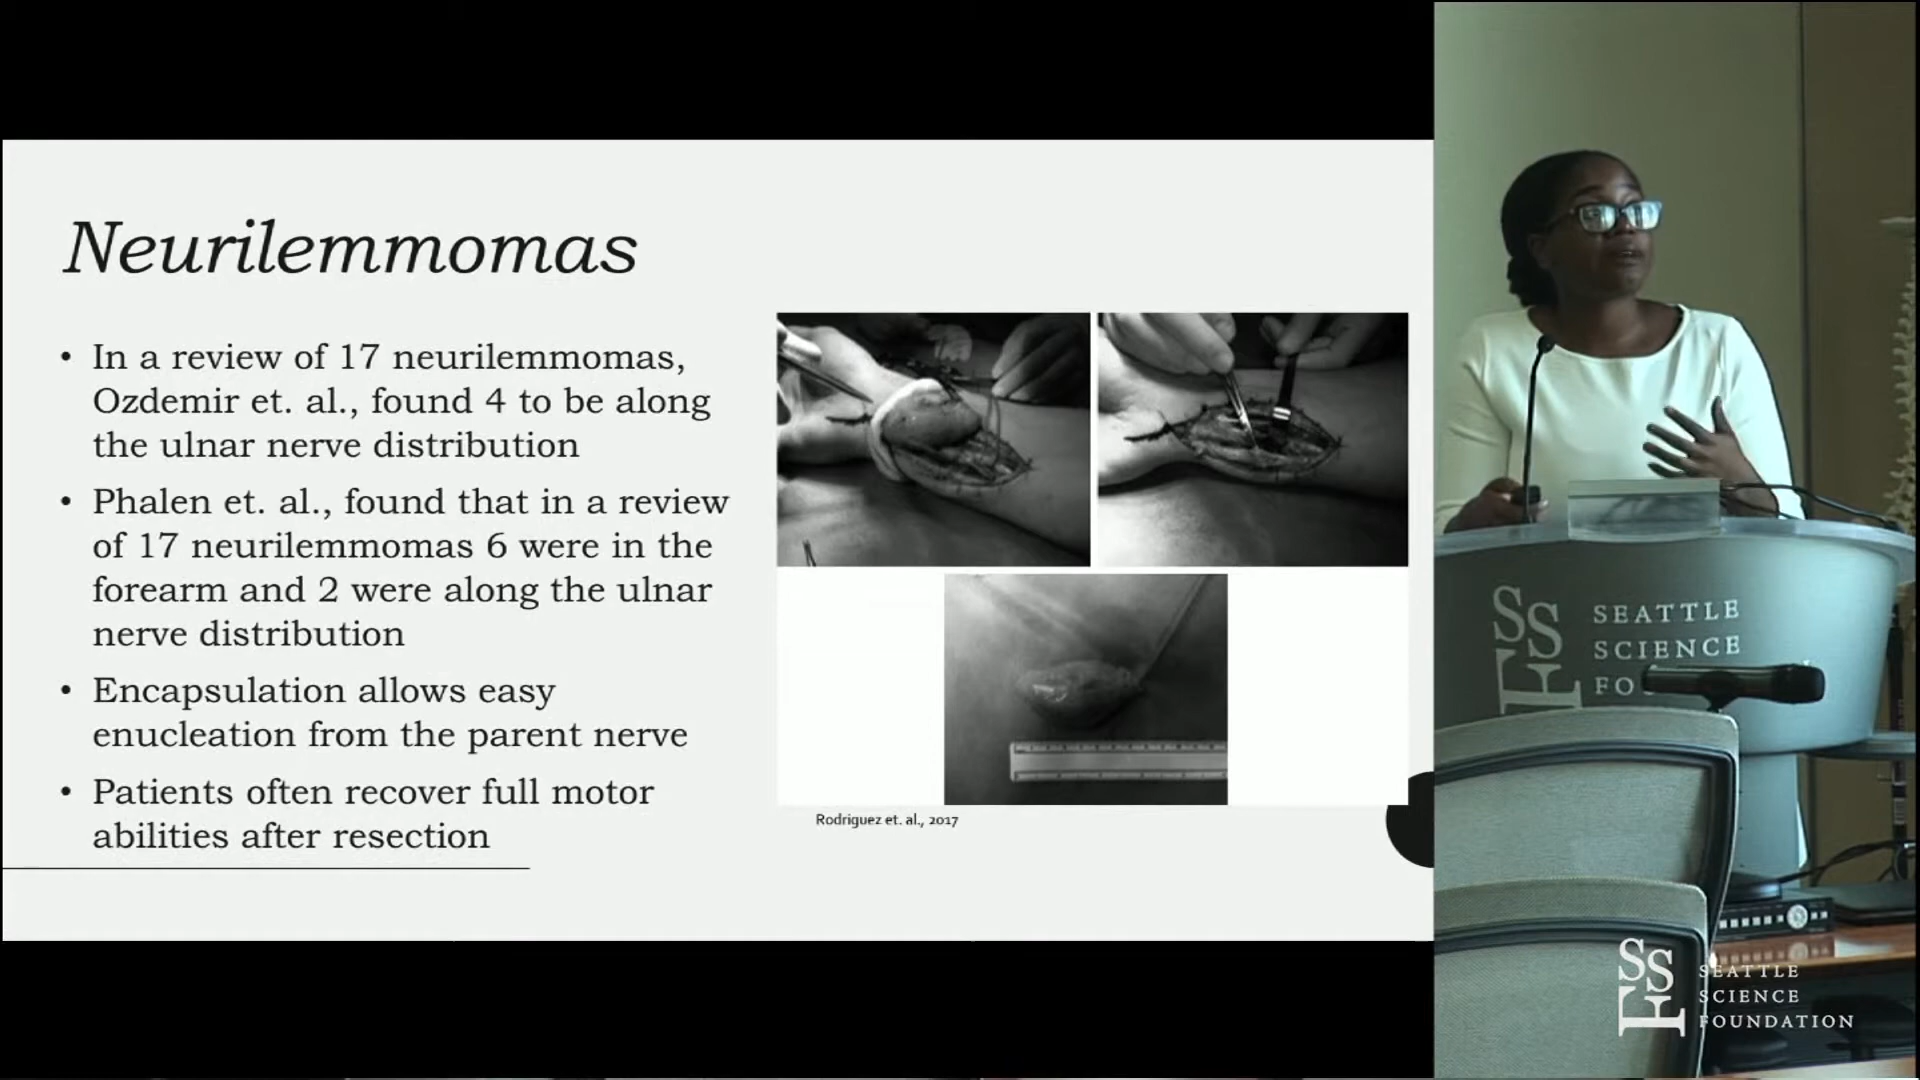 Neurilemmomas
• In a review of 17 neurilemmomas,
Ozdemir et. al., found 4 to be along
the ulnar nerve distribution
• Phalen et. al., found that in a review
of 17 neurilemmomas 6 were in the
forearm and 2 were along the ulnar
nerve distribution
• Encapsulation allows easy
enucleation from the parent nerve
• Patients often recover full motor
abilities after resection
Rodriguez et. al., 2017
SSF
SEATTLE
SCIENCE
FO
SSF
SEATTLE
SCIENCE
FOUNDATION